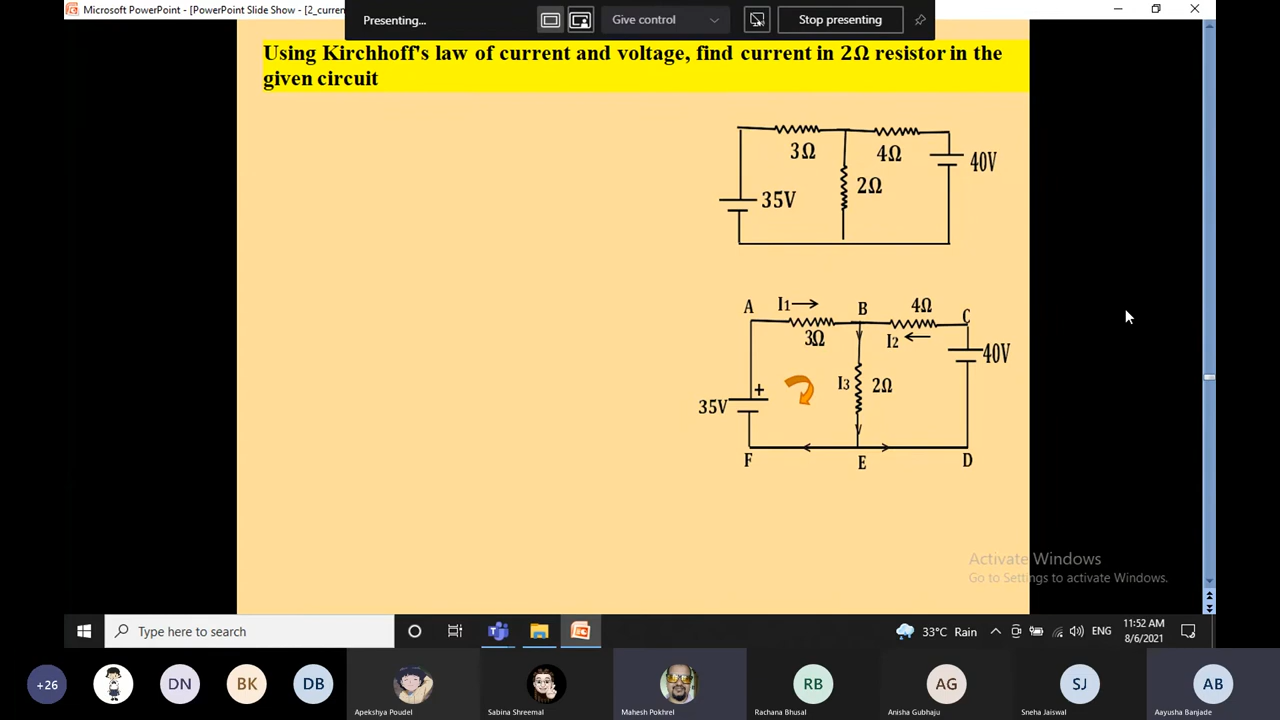 Microsoft PowerPoint - [PowerPoint Slide Show - [2_curren
Presenting...
Give control
Stop presenting
Using Kirchhoff's law of current and voltage, find current in 2Ω resistor in the
given circuit
3Ω
4Ω
40V
2Ω
35V
A
I1
B
4Ω
C
3Ω
I2
40V
I3
2Ω
+
35V
F
E
D
Activate Windows
Go to Settings to activate Windows.
Type here to search
33°C Rain
ENG
11:52 AM
8/6/2021
+26
DN
BK
DB
RB
AG
SJ
AB
Apekshya Poudel
Sabina Shreemal
Mahesh Pokhrel
Rachana Bhusal
Anisha Gubhaju
Sneha Jaiswal
Aayusha Banjade